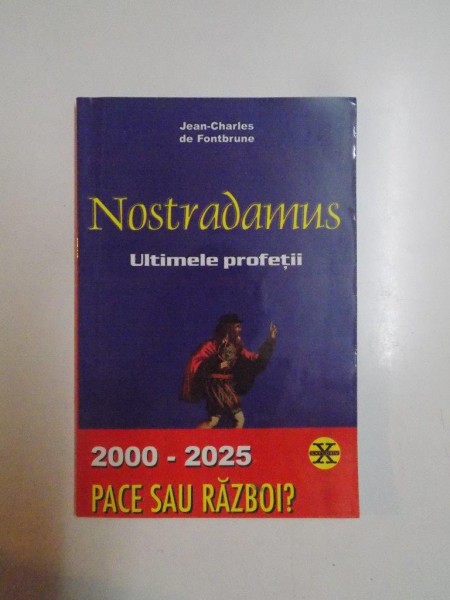 Jean-Charles
de Fontbrune
Nostradamus
Ultimele profeții
2000 - 2025
X
PACE SAU RĂZBOI?